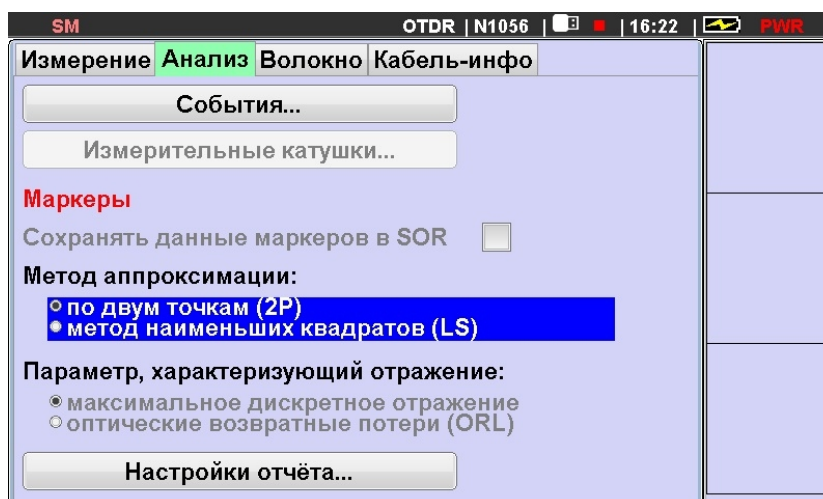 SM OTDR | N1056 | | 16:22 | PWR
Измерение Анализ Волокно Кабель-инфо
События...
Измерительные катушки...
Маркеры
Сохранять данные маркеров в SOR
Метод аппроксимации:
по двум точкам (2P)
метод наименьших квадратов (LS)
Параметр, характеризующий отражение:
максимальное дискретное отражение
оптические возвратные потери (ORL)
Настройки отчёта...